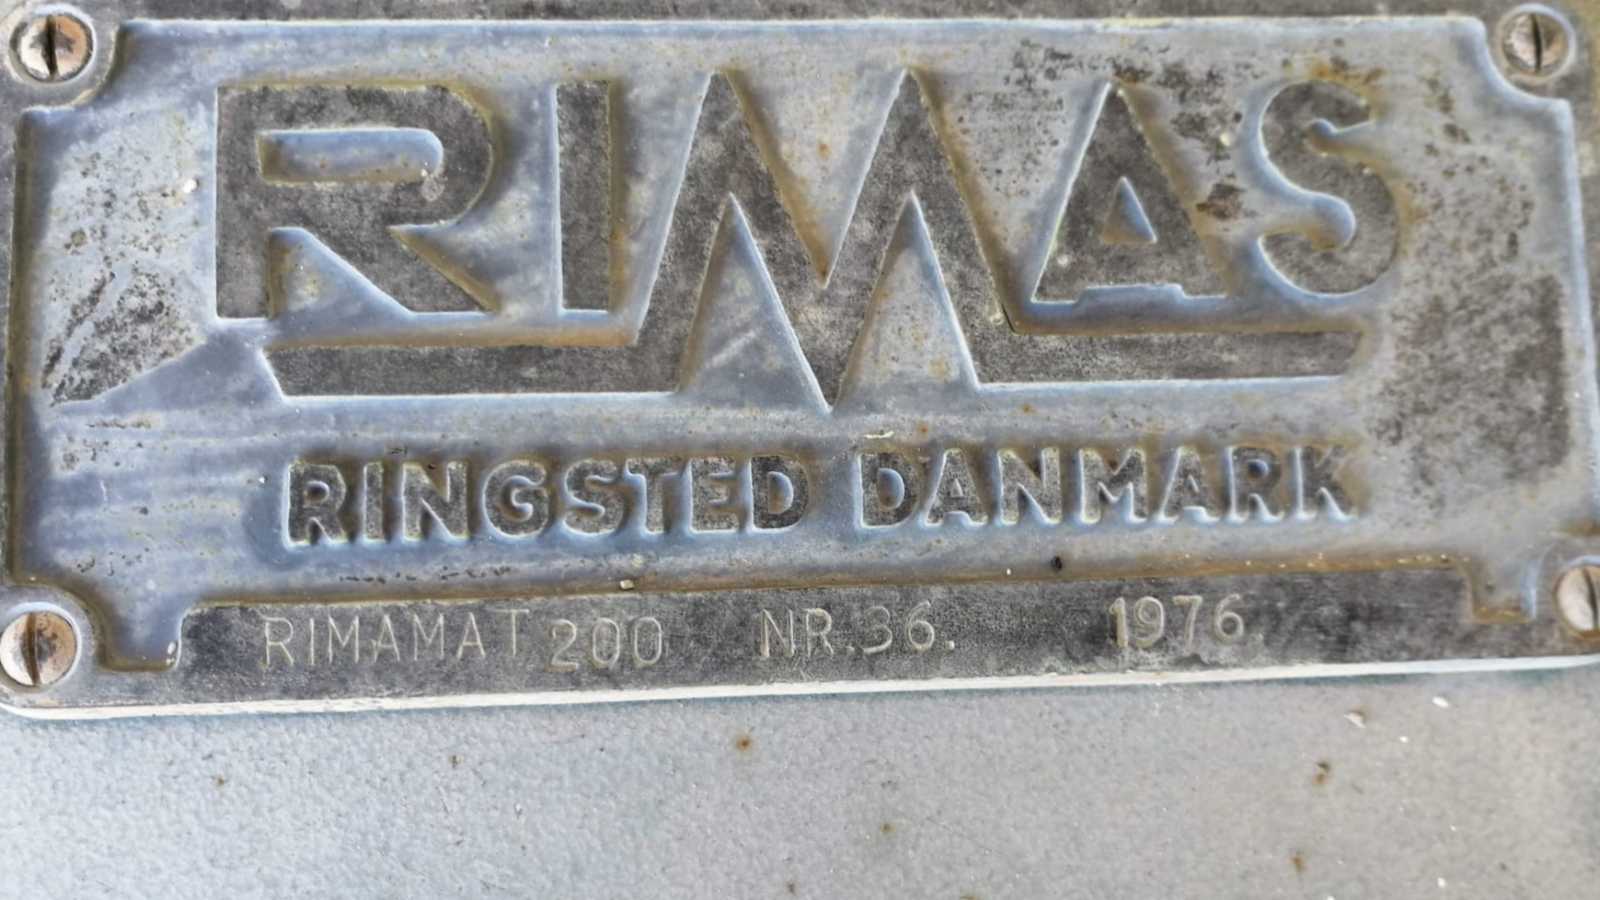 RIMAS
RINGSTED DANMARK
RIMAMAT 200 NR.36. 1976